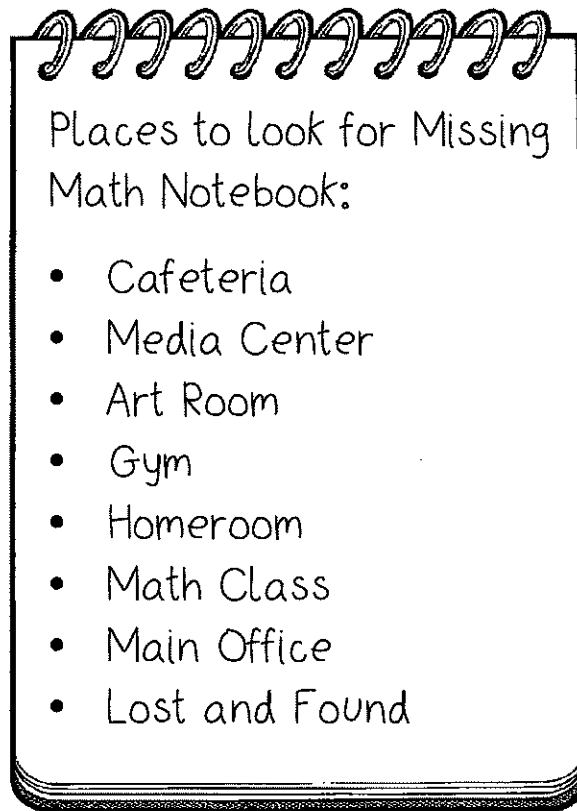 Places to look for Missing
Math Notebook:
• Cafeteria
• Media Center
• Art Room
• Gym
• Homeroom
• Math Class
• Main Office
• Lost and Found